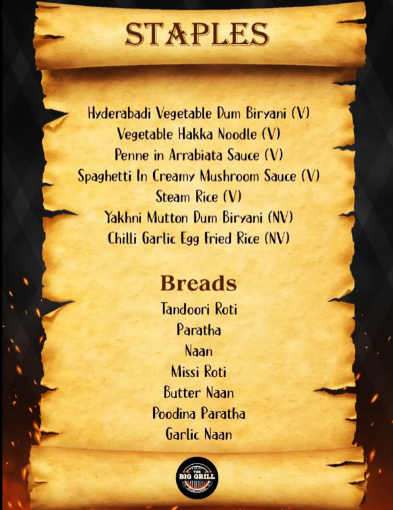 STAPLES
Hyderabadi Vegetable Dum Biryani (V)
Vegetable Hakka Noodle (V)
Penne in Arrabiata Sauce (V)
Spaghetti In Creamy Mushroom Sauce (V)
Steam Rice (V)
Yakhni Mutton Dum Biryani (NV)
Chilli Garlic Egg Fried Rice (NV)
Breads
Tandoori Roti
Paratha
Naan
Missi Roti
Butter Naan
Poodina Paratha
Garlic Naan
THE
BIG GRILL